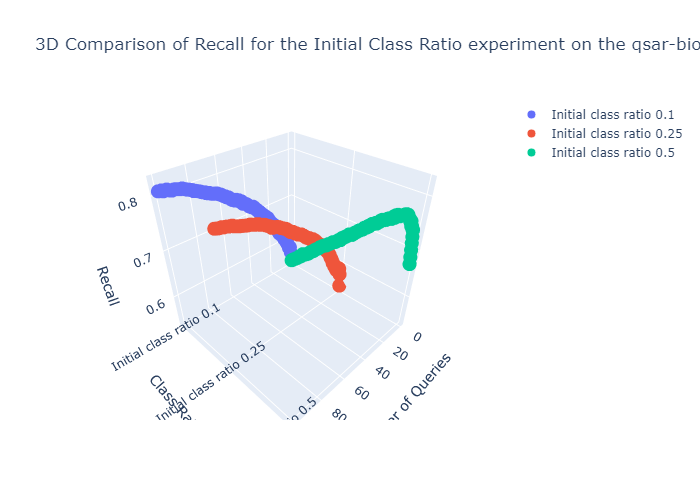 3D Comparison of Recall for the Initial Class Ratio experiment on the qsar-bio
Initial class ratio 0.1
Initial class ratio 0.25
Initial class ratio 0.5
0.8
0.7
0.6
Recall
Initial class ratio 0.1
Initial class ratio 0.25
0.5
Class
0
20
40
60
80
of Queries